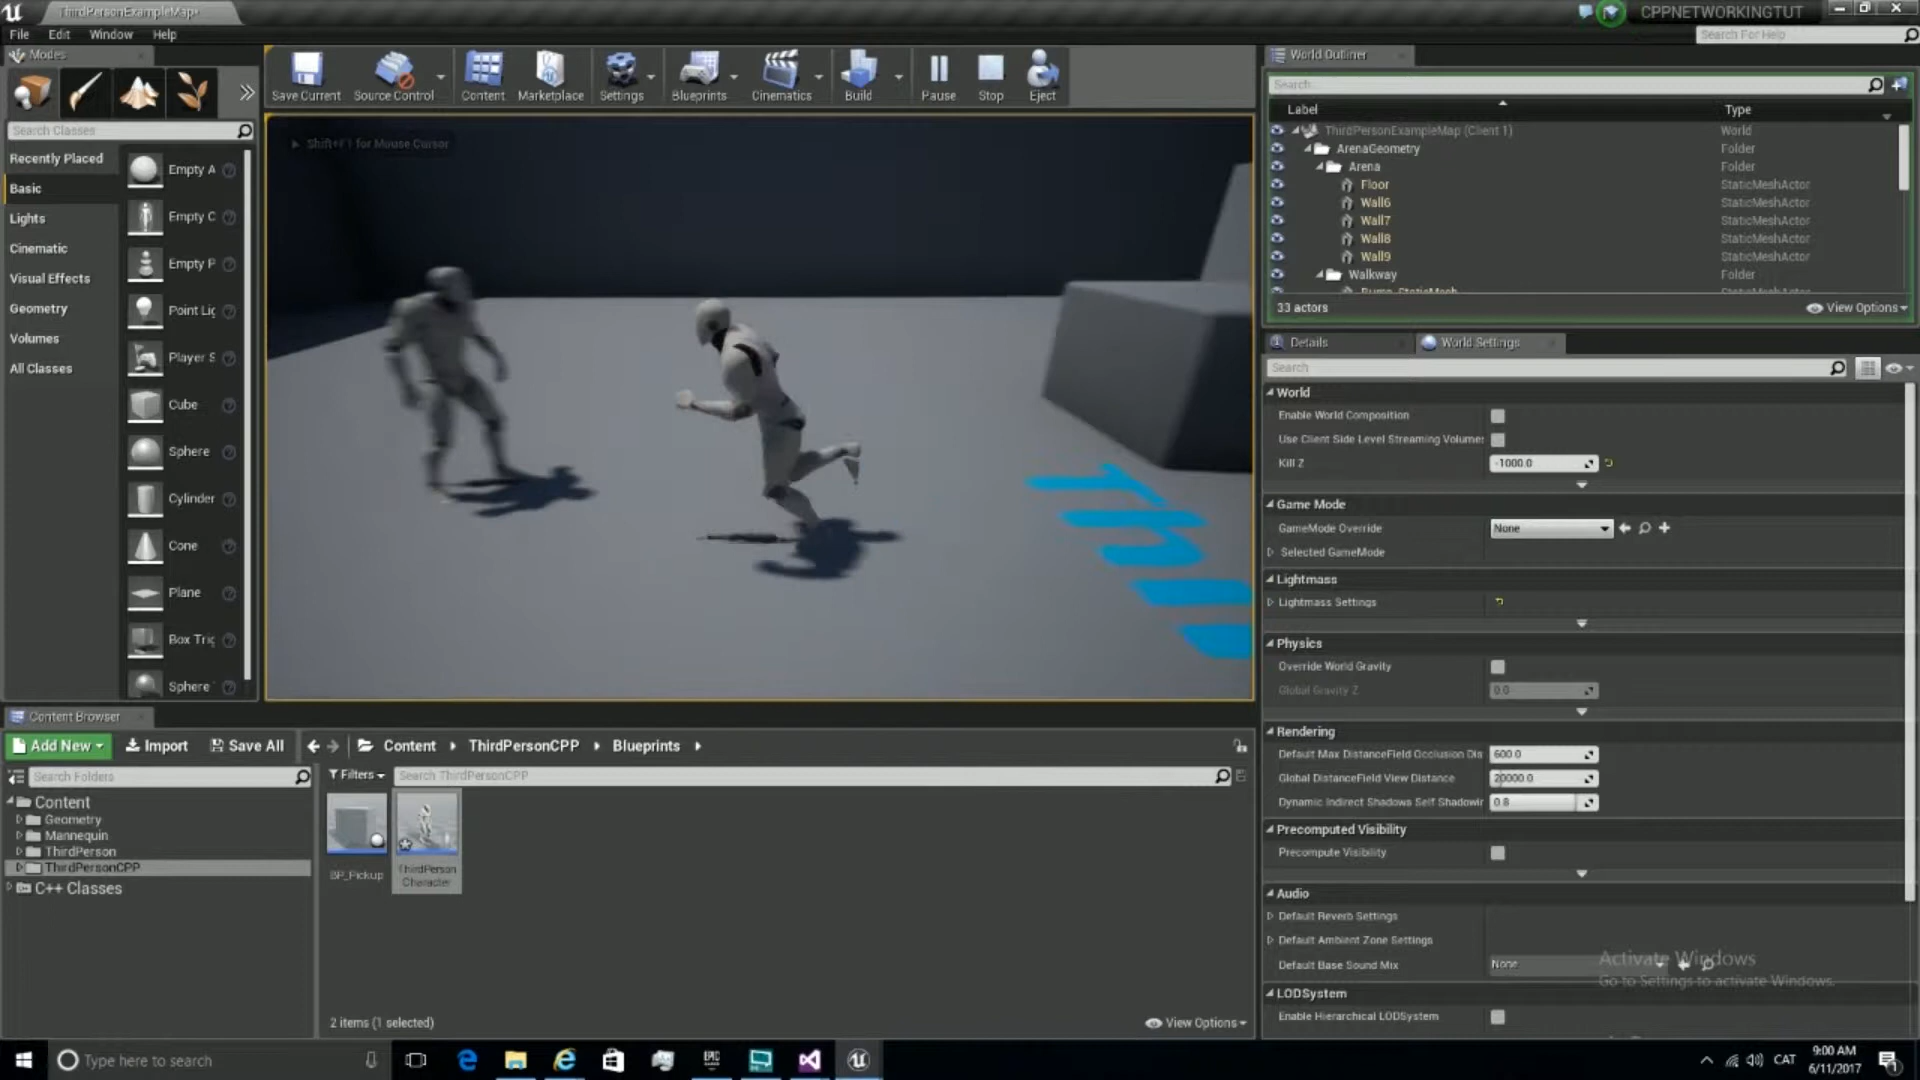 ThirdPersonExampleMap*
CPPNETWORKINGTUT
File Edit Window Help
Search For Help
Modes
Save Current Source Control Content Marketplace Settings Blueprints Cinematics Build Pause Stop Eject
Search Classes
Recently Placed
Basic
Lights
Cinematic
Visual Effects
Geometry
Volumes
All Classes
Empty A
Empty C
Empty P
Point Lig
Player S
Cube
Sphere
Cylinder
Cone
Plane
Box Trig
Sphere
Shift+F1 for Mouse Cursor
Thi
World Outliner
Search...
Label Type
ThirdPersonExampleMap (Client 1) World
ArenaGeometry Folder
Arena Folder
Floor StaticMeshActor
Wall6 StaticMeshActor
Wall7 StaticMeshActor
Wall8 StaticMeshActor
Wall9 StaticMeshActor
Walkway Folder
Bump_StaticMesh StaticMeshActor
33 actors View Options
Details World Settings
Search
World
Enable World Composition
Use Client Side Level Streaming Volumes
Kill Z -1000.0
Game Mode
GameMode Override None
Selected GameMode
Lightmass
Lightmass Settings
Physics
Override World Gravity
Global Gravity Z 0.0
Rendering
Default Max DistanceField Occlusion Dis 600.0
Global DistanceField View Distance 20000.0
Dynamic Indirect Shadows Self Shadowin 0.8
Precomputed Visibility
Precompute Visibility
Audio
Default Reverb Settings
Default Ambient Zone Settings
Default Base Sound Mix None
LODSystem
Enable Hierarchical LODSystem
Activate Windows
Go to Settings to activate Windows.
Content Browser
Add New Import Save All Content ThirdPersonCPP Blueprints
Search Folders
Filters Search ThirdPersonCPP
Content
Geometry
Mannequin
ThirdPerson
ThirdPersonCPP
C++ Classes
BP_Pickup
ThirdPerson
Character
2 items (1 selected) View Options
Type here to search
EPIC
CAT
9:00 AM
6/11/2017
1